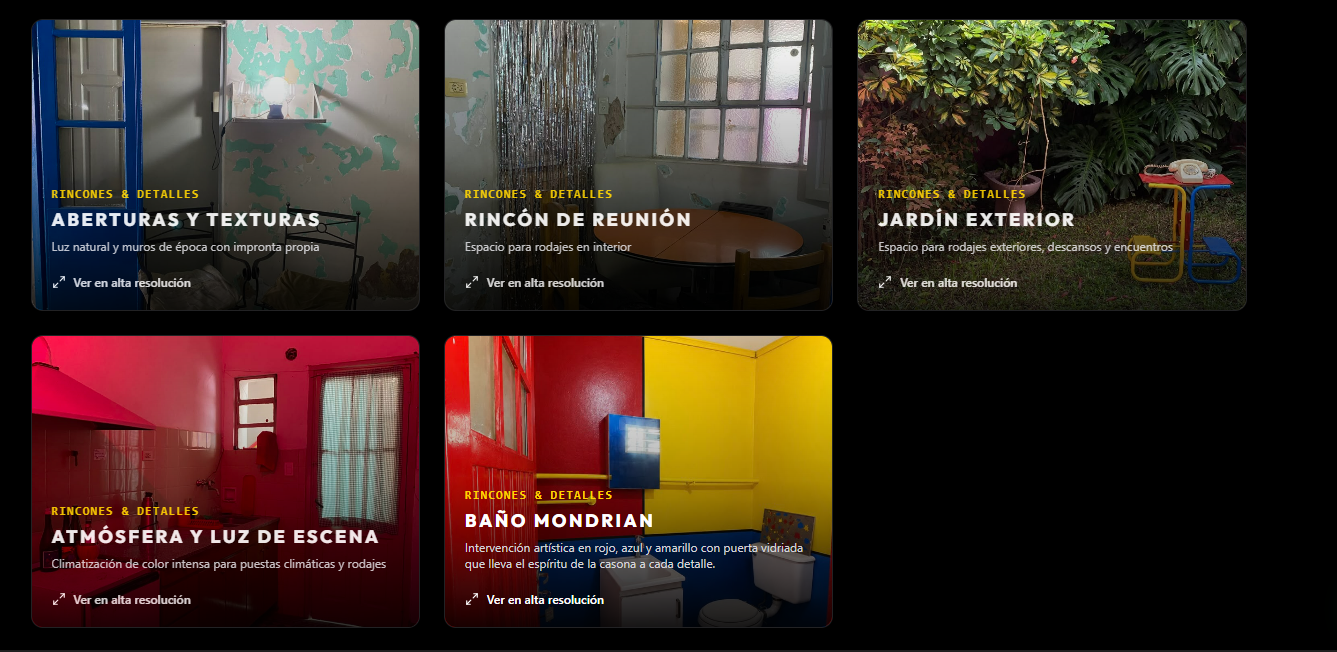 RINCONES & DETALLES
ABERTURAS Y TEXTURAS
Luz natural y muros de época con impronta propia
Ver en alta resolución
RINCONES & DETALLES
RINCÓN DE REUNIÓN
Espacio para rodajes en interior
Ver en alta resolución
RINCONES & DETALLES
JARDÍN EXTERIOR
Espacio para rodajes exteriores, descansos y encuentros
Ver en alta resolución
RINCONES & DETALLES
ATMÓSFERA Y LUZ DE ESCENA
Climatización de color intensa para puestas climáticas y rodajes
Ver en alta resolución
RINCONES & DETALLES
BAÑO MONDRIAN
Intervención artística en rojo, azul y amarillo con puerta vidriada
que lleva el espíritu de la casona a cada detalle.
Ver en alta resolución